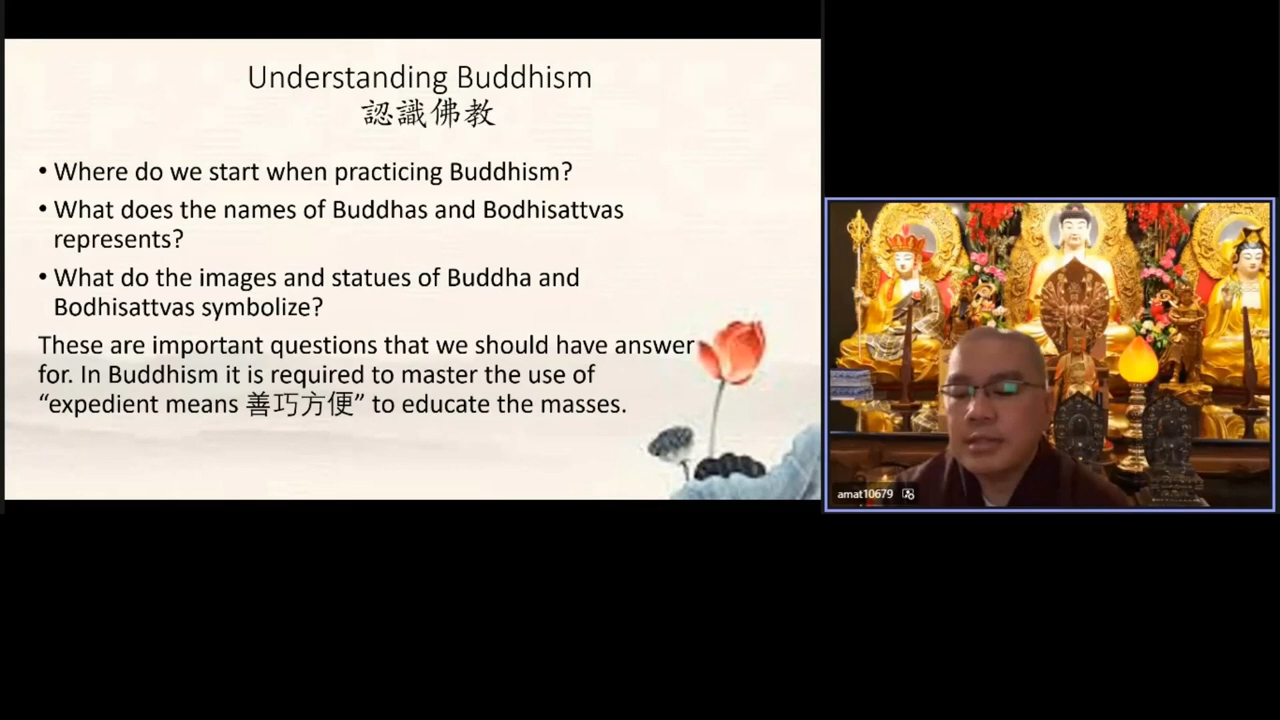 Understanding Buddhism
認識佛教
• Where do we start when practicing Buddhism?
• What does the names of Buddhas and Bodhisattvas
represents?
• What do the images and statues of Buddha and
Bodhisattvas symbolize?
These are important questions that we should have answer
for. In Buddhism it is required to master the use of
“expedient means 善巧方便” to educate the masses.
amat10679